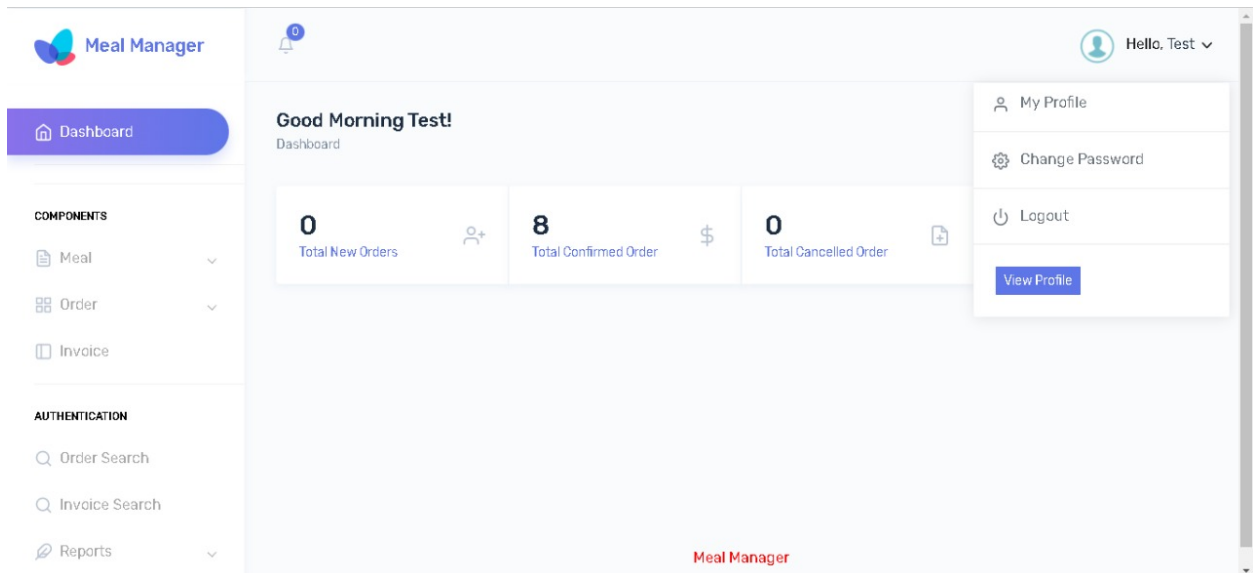 Meal Manager
0
Hello, Test
Dashboard
COMPONENTS
Meal
Order
Invoice
AUTHENTICATION
Order Search
Invoice Search
Reports
Good Morning Test!
Dashboard
0
Total New Orders
8
Total Confirmed Order
$
0
Total Cancelled Order
My Profile
Change Password
Logout
View Profile
Meal Manager